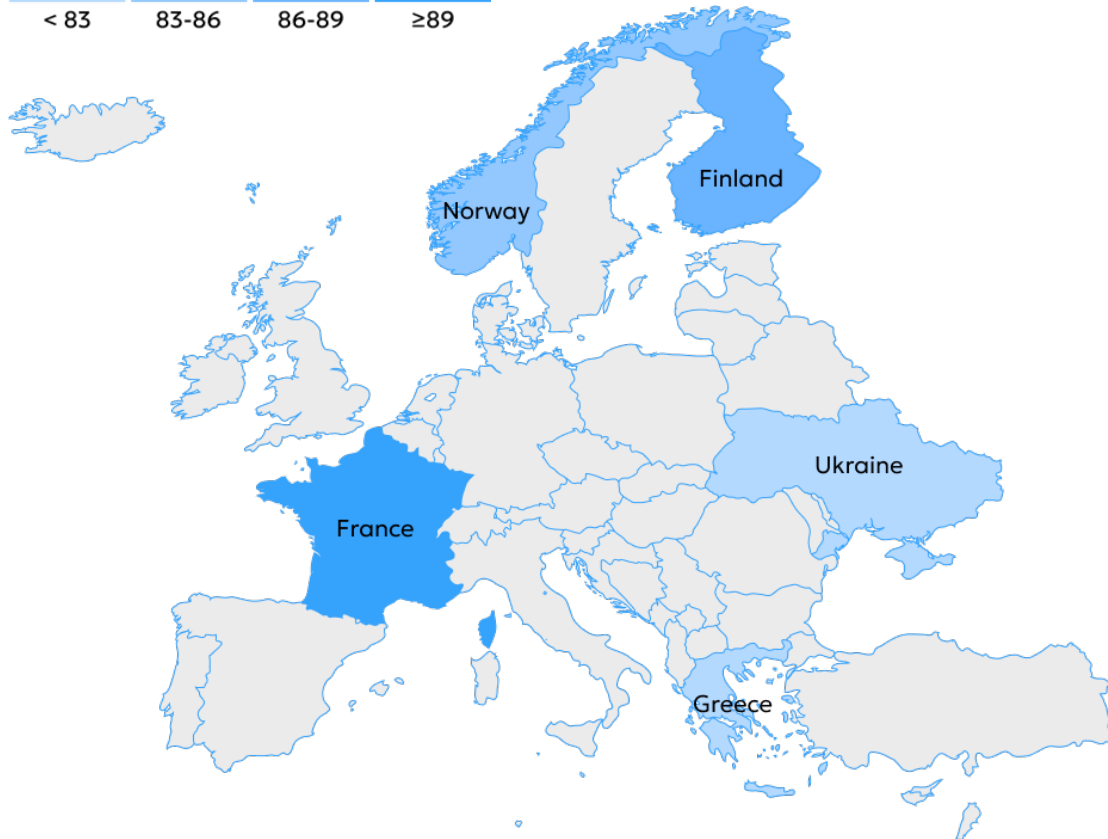 < 83 83-86 86-89 ≥89
Finland
Norway
Ukraine
France
Greece